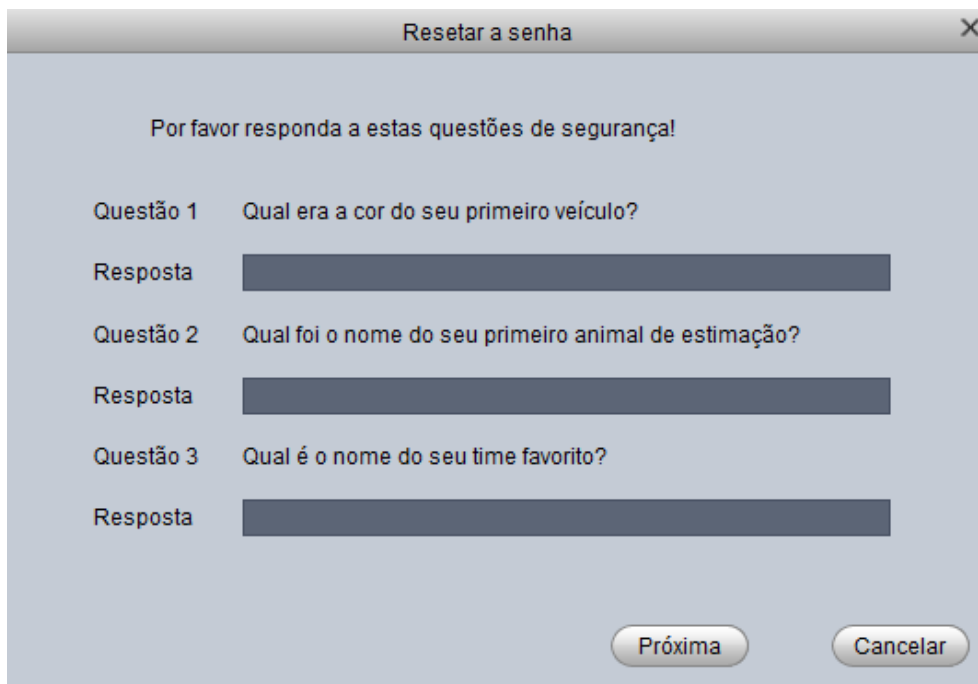 Resetar a senha
Por favor responda a estas questões de segurança!
Questão 1 Qual era a cor do seu primeiro veículo?
Resposta
Questão 2 Qual foi o nome do seu primeiro animal de estimação?
Resposta
Questão 3 Qual é o nome do seu time favorito?
Resposta
Próxima Cancelar